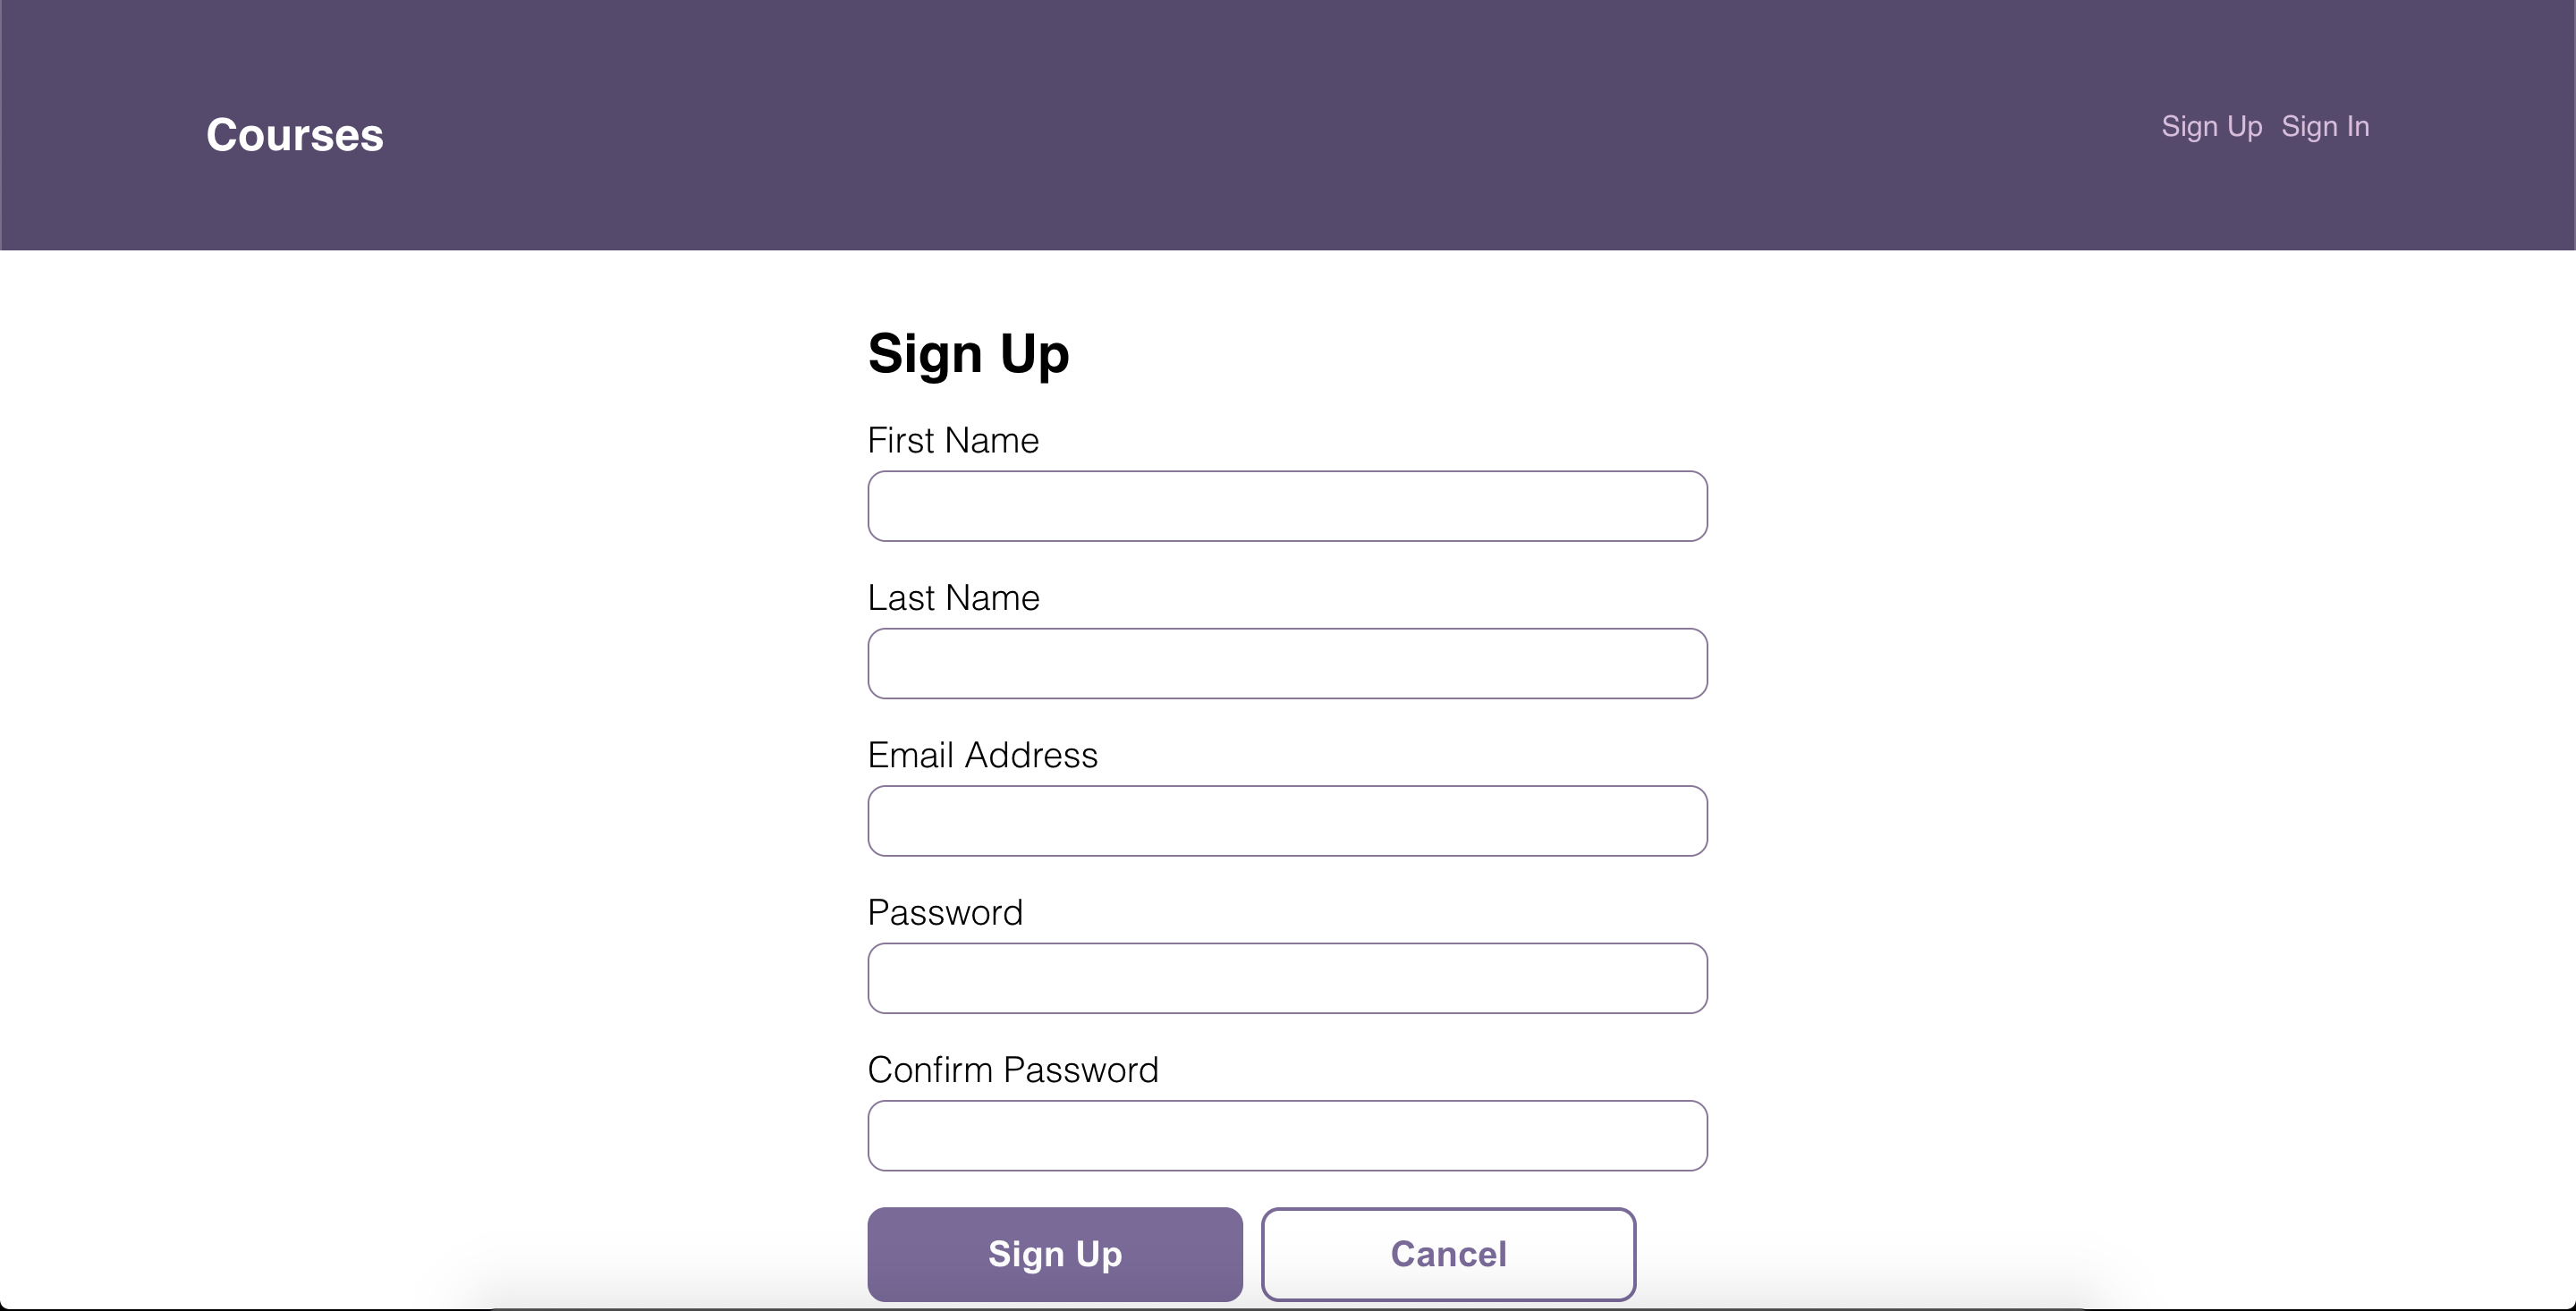 Courses
Sign Up Sign In
Sign Up
First Name
Last Name
Email Address
Password
Confirm Password
Sign Up
Cancel